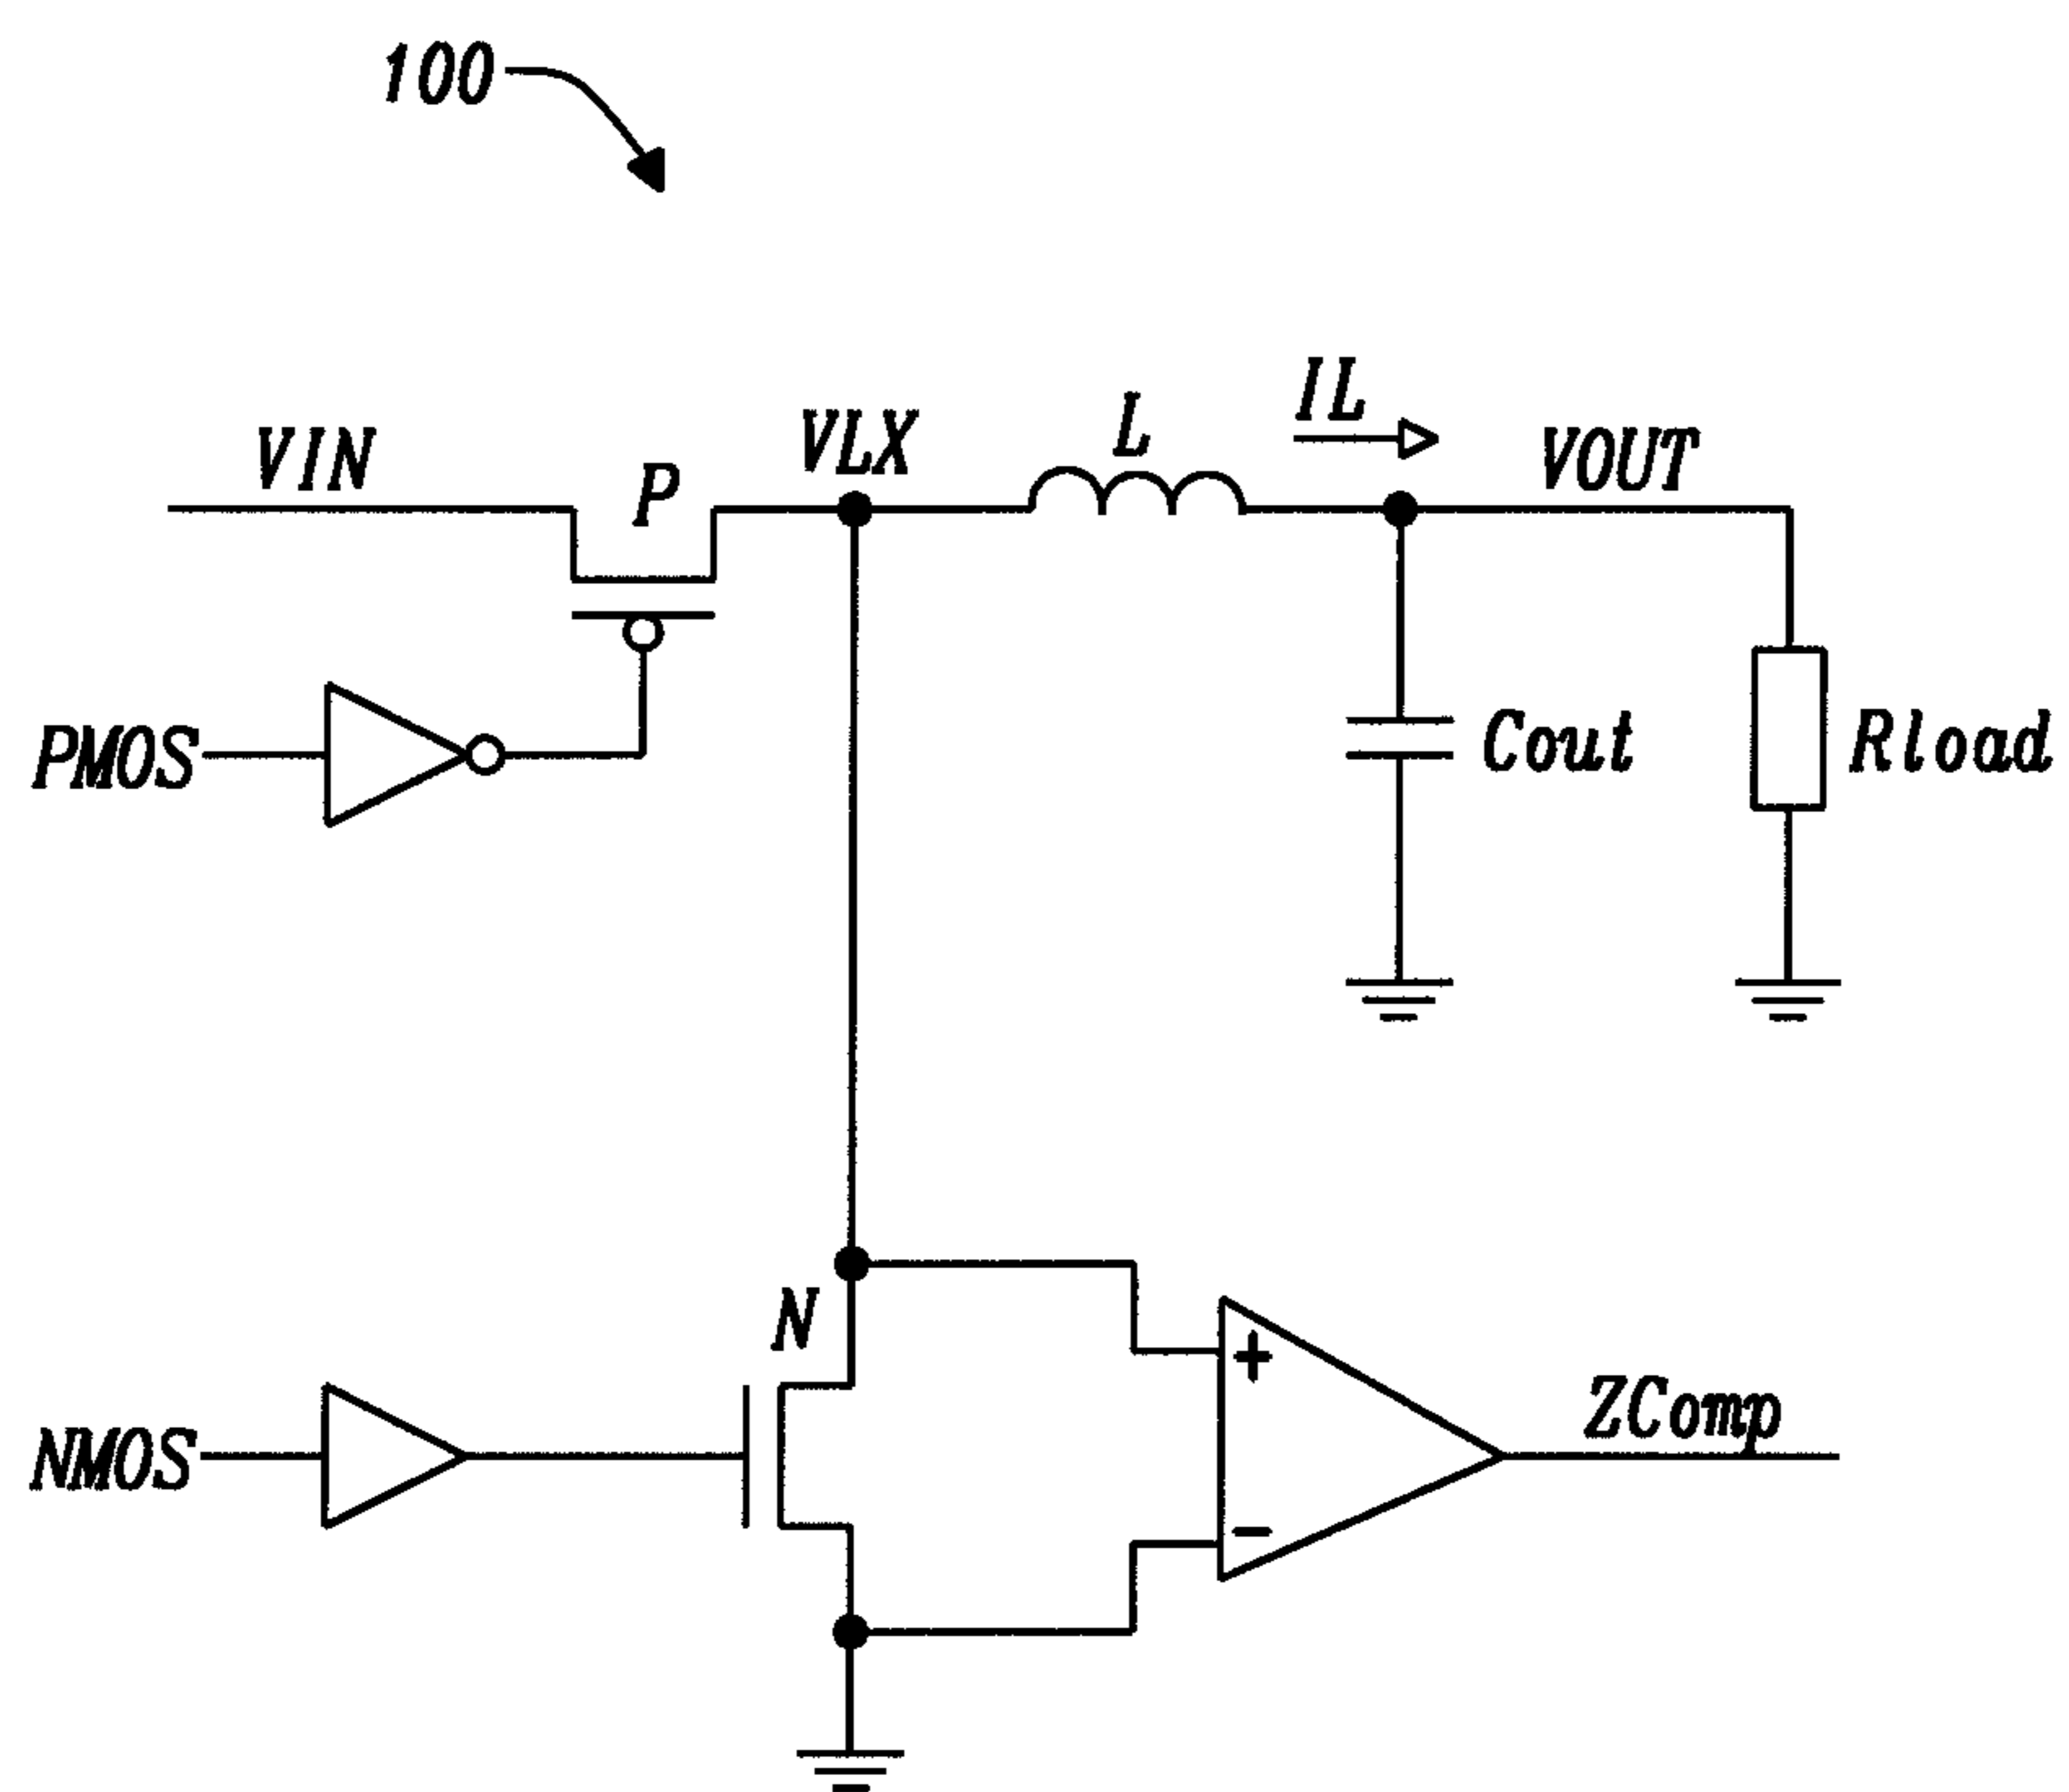 100
IL
L
VLX
VIN
VOUT
P
PMOS
Cout
Rload
N
+
ZComp
NMOS
-